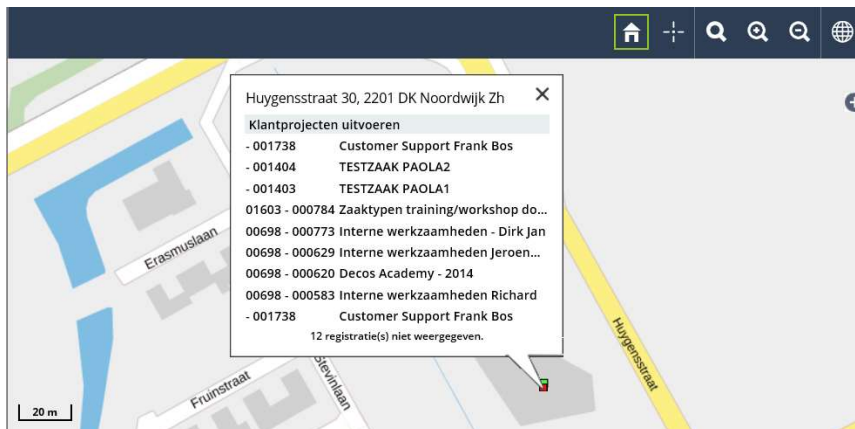 Huygensstraat 30, 2201 DK Noordwijk Zh
Klantprojecten uitvoeren
- 001738 Customer Support Frank Bos
- 001404 TESTZAAK PAOLA2
- 001403 TESTZAAK PAOLA1
01603 - 000784 Zaaktypen training/workshop do...
00698 - 000773 Interne werkzaamheden - Dirk Jan
00698 - 000629 Interne werkzaamheden Jeroen...
00698 - 000620 Decos Academy - 2014
00698 - 000583 Interne werkzaamheden Richard
- 001738 Customer Support Frank Bos
12 registratie(s) niet weergegeven.
Erasmuslaan
Huygensstraat
Fruinstraat
Stevinlaan
20 m